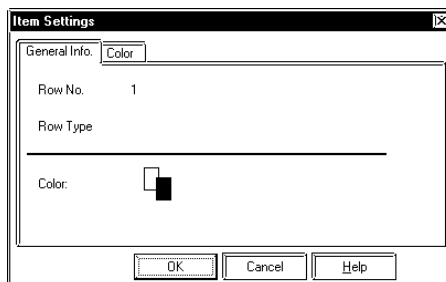 Item Settings
General Info. Color
Row No. 1
Row Type
Color:
OK Cancel Help